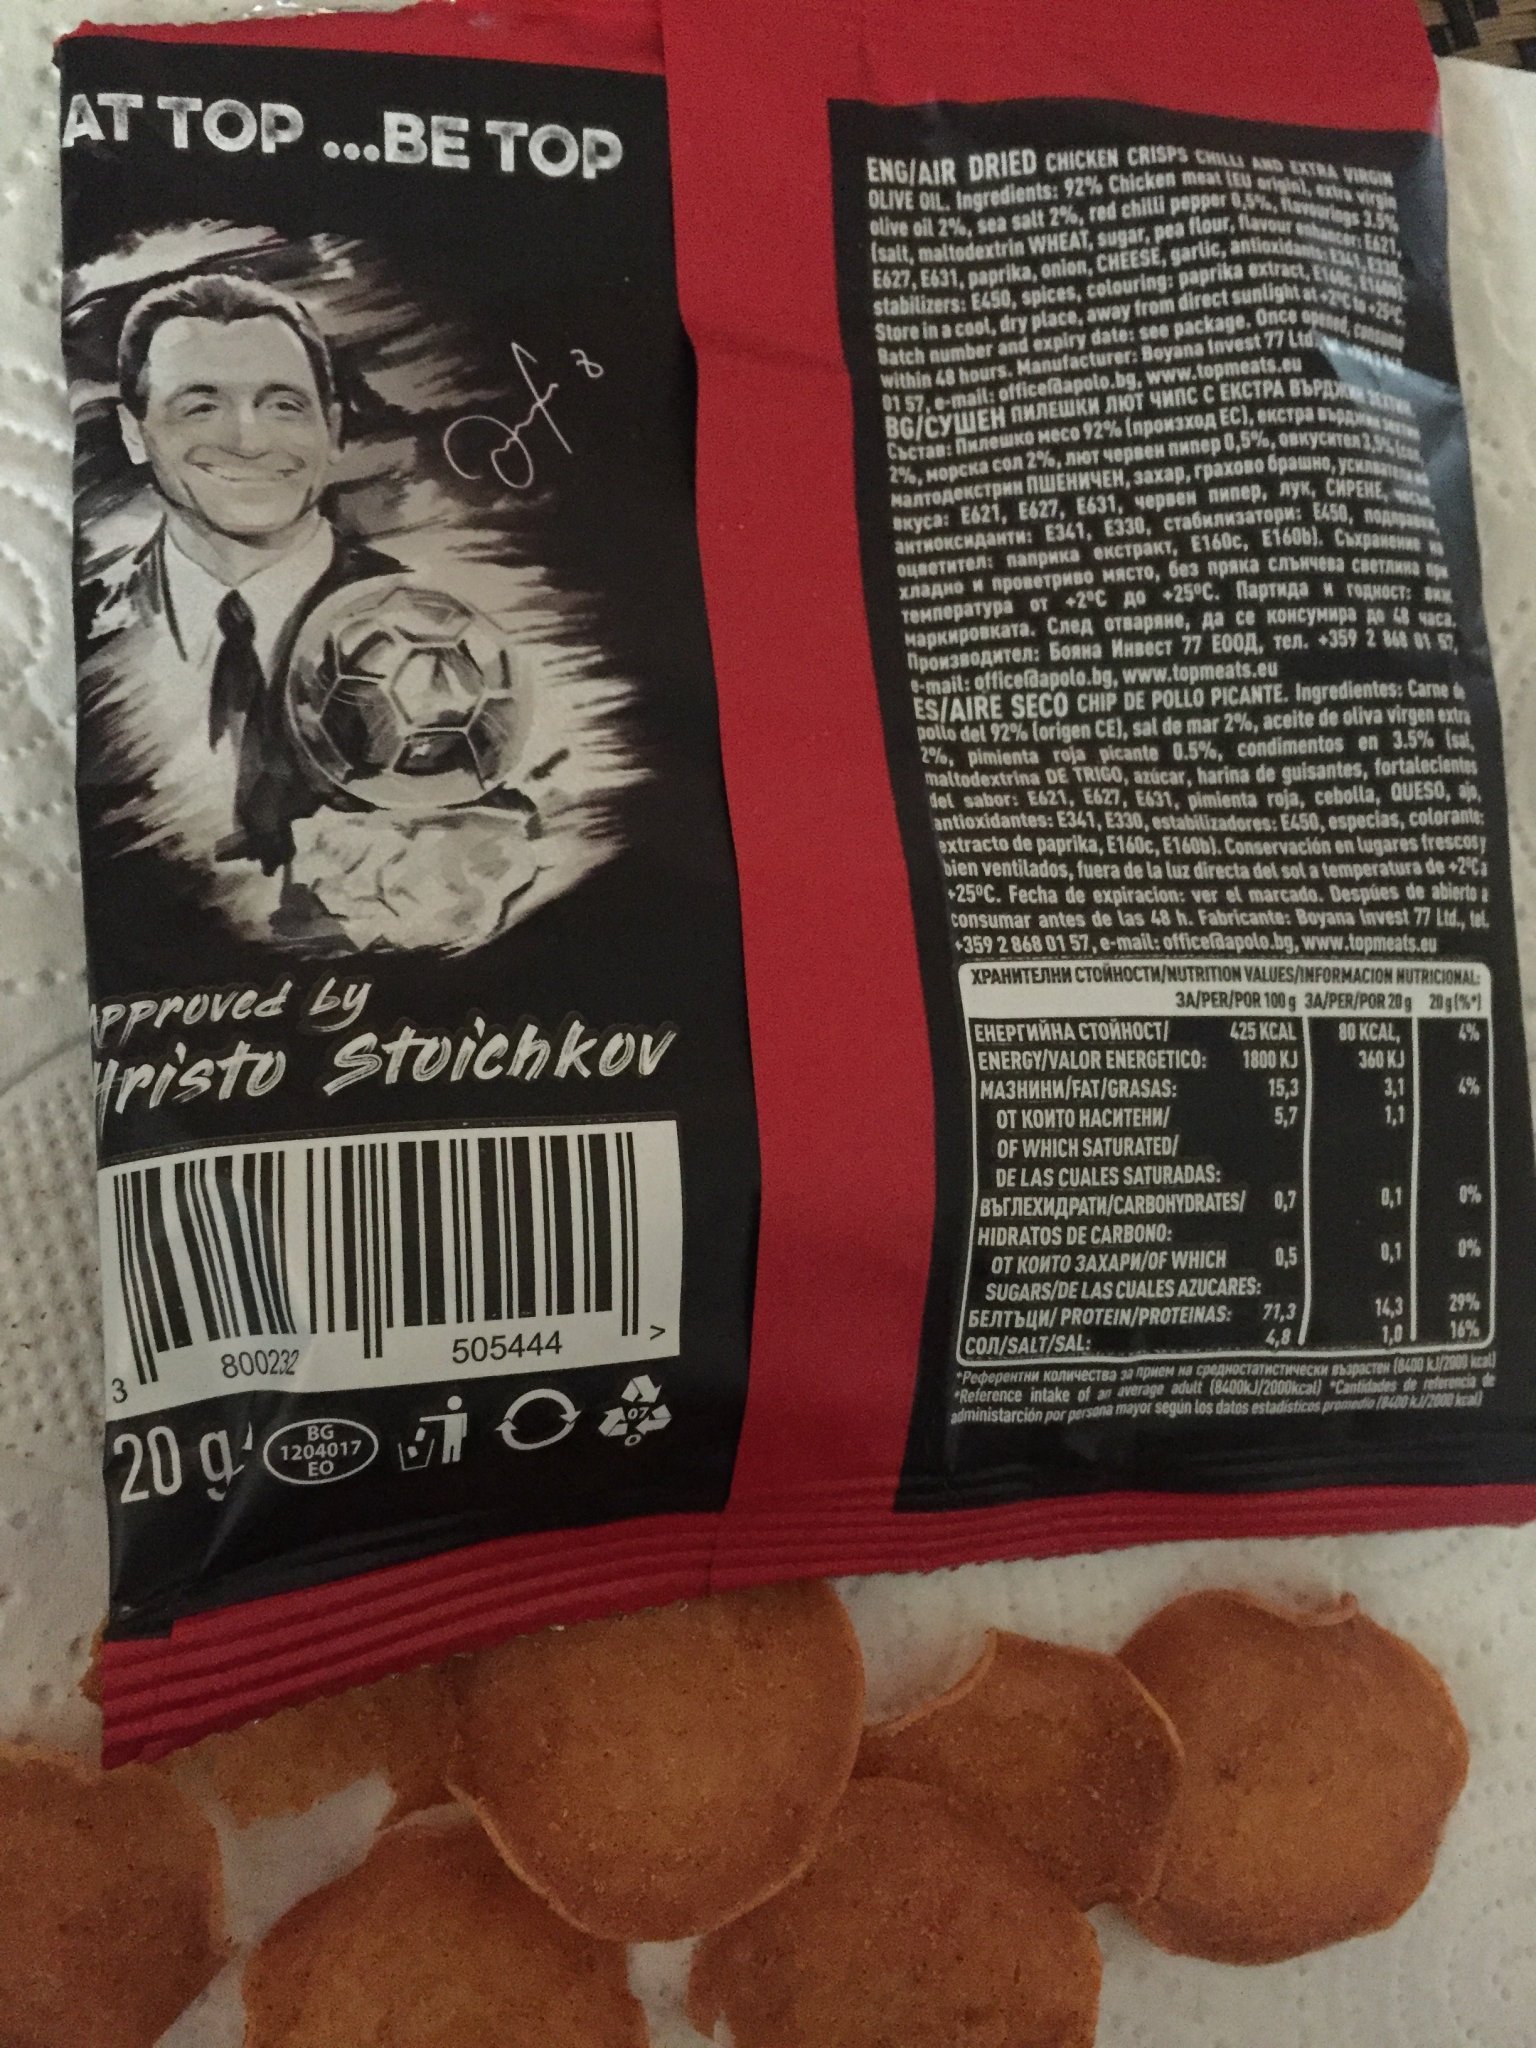 AT TOP ...BE TOP
Approved by
Hristo Stoichkov
3 800232 505444 >
20 g
BG
1204017
EO
07
ENG/AIR DRIED CHICKEN CRISPS CHILLI AND EXTRA VIRGIN
OLIVE OIL. Ingredients: 92% Chicken meat (EU origin), extra virgin
olive oil 2%, sea salt 2%, red chilli pepper 0,5%, flavourings 3.5%
(salt, maltodextrin WHEAT, sugar, pea flour, flavour enhancer: E621,
E627, E631, paprika, onion, CHEESE, garlic, antioxidants: E341, E330,
stabilizers: E450, spices, colouring: paprika extract, E160c, E160b).
Store in a cool, dry place, away from direct sunlight at +2°C to +25°C.
Batch number and expiry date: see package. Once opened, consume
within 48 hours. Manufacturer: Boyana Invest 77 Ltd.
01 57, e-mail: office@apolo.bg, www.topmeats.eu
BG/СУШЕН ПИЛЕШКИ ЛЮТ ЧИПС С ЕКСТРА ВЪРДЖИН ЗЕХТИН
Състав: Пилешко месо 92% (произход ЕС), екстра върджин зехтин
2%, морска сол 2%, лют червен пипер 0,5%, овкусител 3,5% (сол,
малтодекстрин ПШЕНИЧЕН, захар, грахово брашно, усилватели на
вкуса: E621, E627, E631, червен пипер, лук, СИРЕНЕ, чесън,
антиоксиданти: E341, E330, стабилизатори: E450, подправки,
оцветител: паприка екстракт, E160c, E160b). Съхранение на
хладно и проветриво място, без пряка слънчева светлина при
температура от +2°C до +25°C. Партида и годност: виж
маркировката. След отваряне, да се консумира до 48 часа.
Производител: Бояна Инвест 77 ЕООД, тел. +359 2 868 01 57,
e-mail: office@apolo.bg, www.topmeats.eu
ES/AIRE SECO CHIP DE POLLO PICANTE. Ingredientes: Carne de
pollo del 92% (origen CE), sal de mar 2%, aceite de oliva virgen extra
2%, pimienta roja picante 0.5%, condimentos en 3.5% (sal,
maltodextrina DE TRIGO, azúcar, harina de guisantes, fortalecientes
del sabor: E621, E627, E631, pimienta roja, cebolla, QUESO, ajo,
antioxidantes: E341, E330, estabilizadores: E450, especias, colorante:
extracto de paprika, E160c, E160b). Conservación en lugares frescos y
bien ventilados, fuera de la luz directa del sol a temperatura de +2°C a
+25°C. Fecha de expiracion: ver el marcado. Despúes de abierto a
consumar antes de las 48 h. Fabricante: Boyana Invest 77 Ltd., tel.
+359 2 868 01 57, e-mail: office@apolo.bg, www.topmeats.eu
ХРАНИТЕЛНИ СТОЙНОСТИ/NUTRITION VALUES/INFORMACION NUTRICIONAL:
ЗА/PER/POR 100 g ЗА/PER/POR 20 g 20 g (%*)
ЕНЕРГИЙНА СТОЙНОСТ/ 425 KCAL 80 KCAL, 4%
ENERGY/VALOR ENERGETICO: 1800 KJ 360 KJ
МАЗНИНИ/FAT/GRASAS: 15,3 3,1 4%
ОТ КОИТО НАСИТЕНИ/ 5,7 1,1
OF WHICH SATURATED/
DE LAS CUALES SATURADAS:
ВЪГЛЕХИДРАТИ/CARBOHYDRATES/ 0,7 0,1 0%
HIDRATOS DE CARBONO:
ОТ КОИТО ЗАХАРИ/OF WHICH 0,5 0,1 0%
SUGARS/DE LAS CUALES AZUCARES:
БЕЛТЪЦИ/ PROTEIN/PROTEINAS: 71,3 14,3 29%
СОЛ/SALT/SAL: 4,8 1,0 16%
*Референтни количества за прием на средностатистически възрастен (8400 kJ/2000 kcal)
*Reference intake of an average adult (8400kJ/2000kcal) *Cantidades de referencia de
administarción por persona mayor según los datos estadísticos promedio (8400 kJ/2000 kcal)